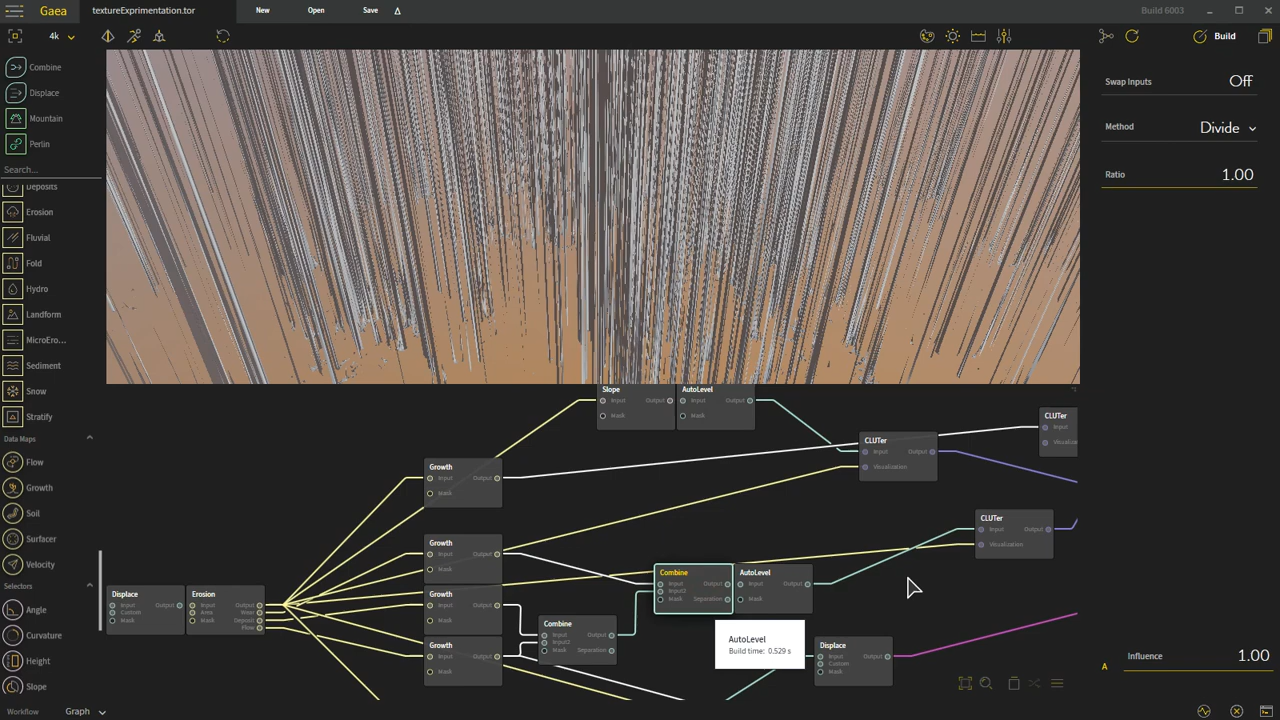 Gaea
textureExprimentation.tor
New
Open
Save
Build 6003
4k
Build
Combine
Displace
Mountain
Perlin
Search...
Deposits
Erosion
Fluvial
Fold
Hydro
Landform
MicroEro...
Sediment
Snow
Stratify
Data Maps
Flow
Growth
Soil
Surfacer
Velocity
Selectors
Angle
Curvature
Height
Slope
Workflow
Graph
Swap Inputs Off
Method Divide
Ratio 1.00
A Influence 1.00
Slope
Input Output
Mask
AutoLevel
Input Output
Mask
CLUTer
Input
Visualiza
CLUTer
Input Output
Visualization
Growth
Input Output
Mask
CLUTer
Input Output
Visualization
Growth
Input Output
Mask
Combine
Input Output
Input2
Mask Separation
AutoLevel
Input Output
Mask
Displace
Input Output
Custom
Mask
Erosion
Input Output
Area Wear
Mask Deposit
Flow
Growth
Input Output
Mask
Combine
Input Output
Input2
Mask Separation
AutoLevel
Build time: 0.529 s
Growth
Input Output
Mask
Displace
Input Output
Custom
Mask